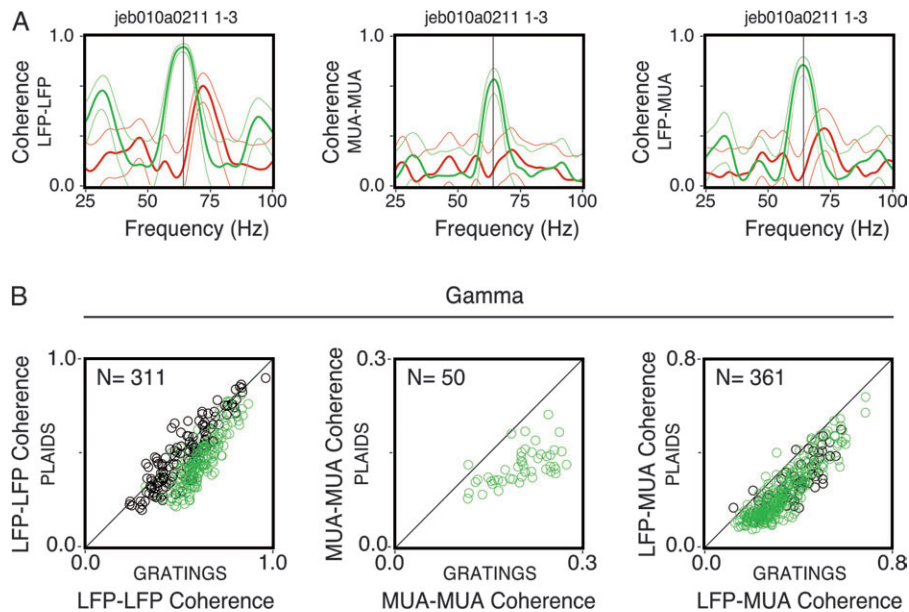 A
jeb010a0211 1-3
jeb010a0211 1-3
jeb010a0211 1-3
Coherence
LFP-LFP
1.0
0.0
25
50
75
100
Frequency (Hz)
Coherence
MUA-MUA
1.0
0.0
25
50
75
100
Frequency (Hz)
Coherence
LFP-MUA
1.0
0.0
25
50
75
100
Frequency (Hz)
B
Gamma
LFP-LFP Coherence
PLAIDS
1.0
N= 311
0.0
0.0
1.0
GRATINGS
LFP-LFP Coherence
MUA-MUA Coherence
PLAIDS
0.3
N= 50
0.0
0.0
0.3
GRATINGS
MUA-MUA Coherence
LFP-MUA Coherence
PLAIDS
0.8
N= 361
0.0
0.0
0.8
GRATINGS
LFP-MUA Coherence